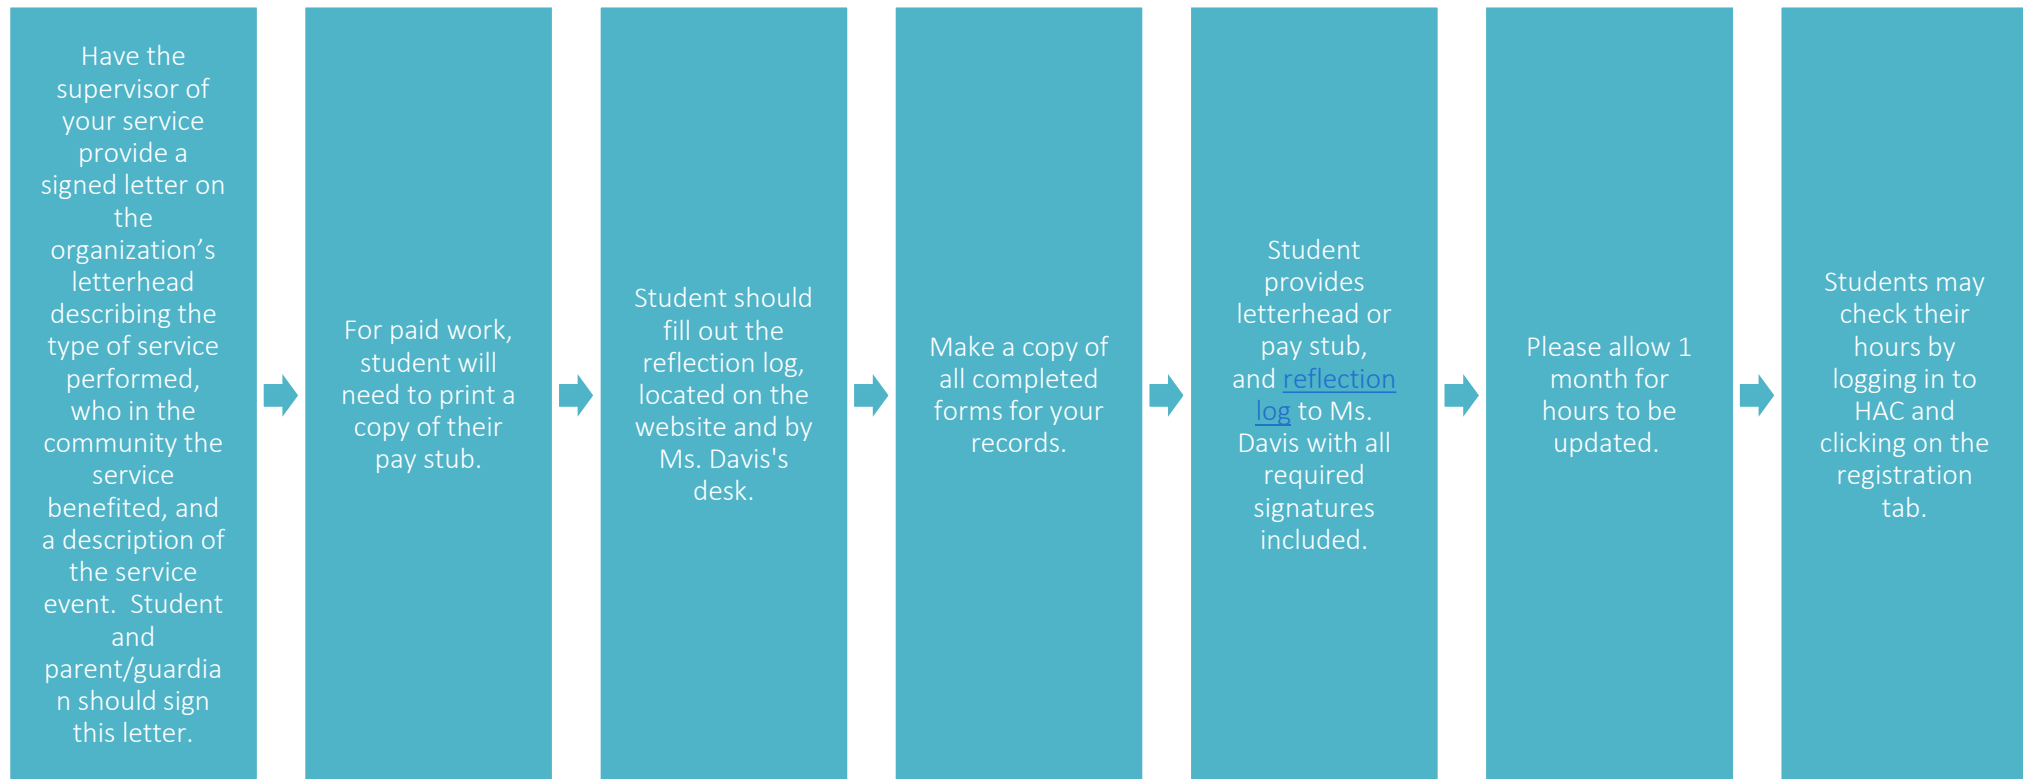 Have the
supervisor of
your service
provide a
signed letter on
the
organization’s
letterhead
describing the
type of service
performed,
who in the
community the
service
benefited, and
a description of
the service
event.  Student
and
parent/guardia
n should sign
this letter.
For paid work,
student will
need to print a
copy of their
pay stub.
Student should
fill out the
reflection log,
located on the
website and by
Ms. Davis's
desk.
Make a copy of
all completed
forms for your
records.
Student
provides
letterhead or
pay stub,
and reflection
log to Ms.
Davis with all
required
signatures
included.
Please allow 1
month for
hours to be
updated.
Students may
check their
hours by
logging in to
HAC and
clicking on the
registration
tab.